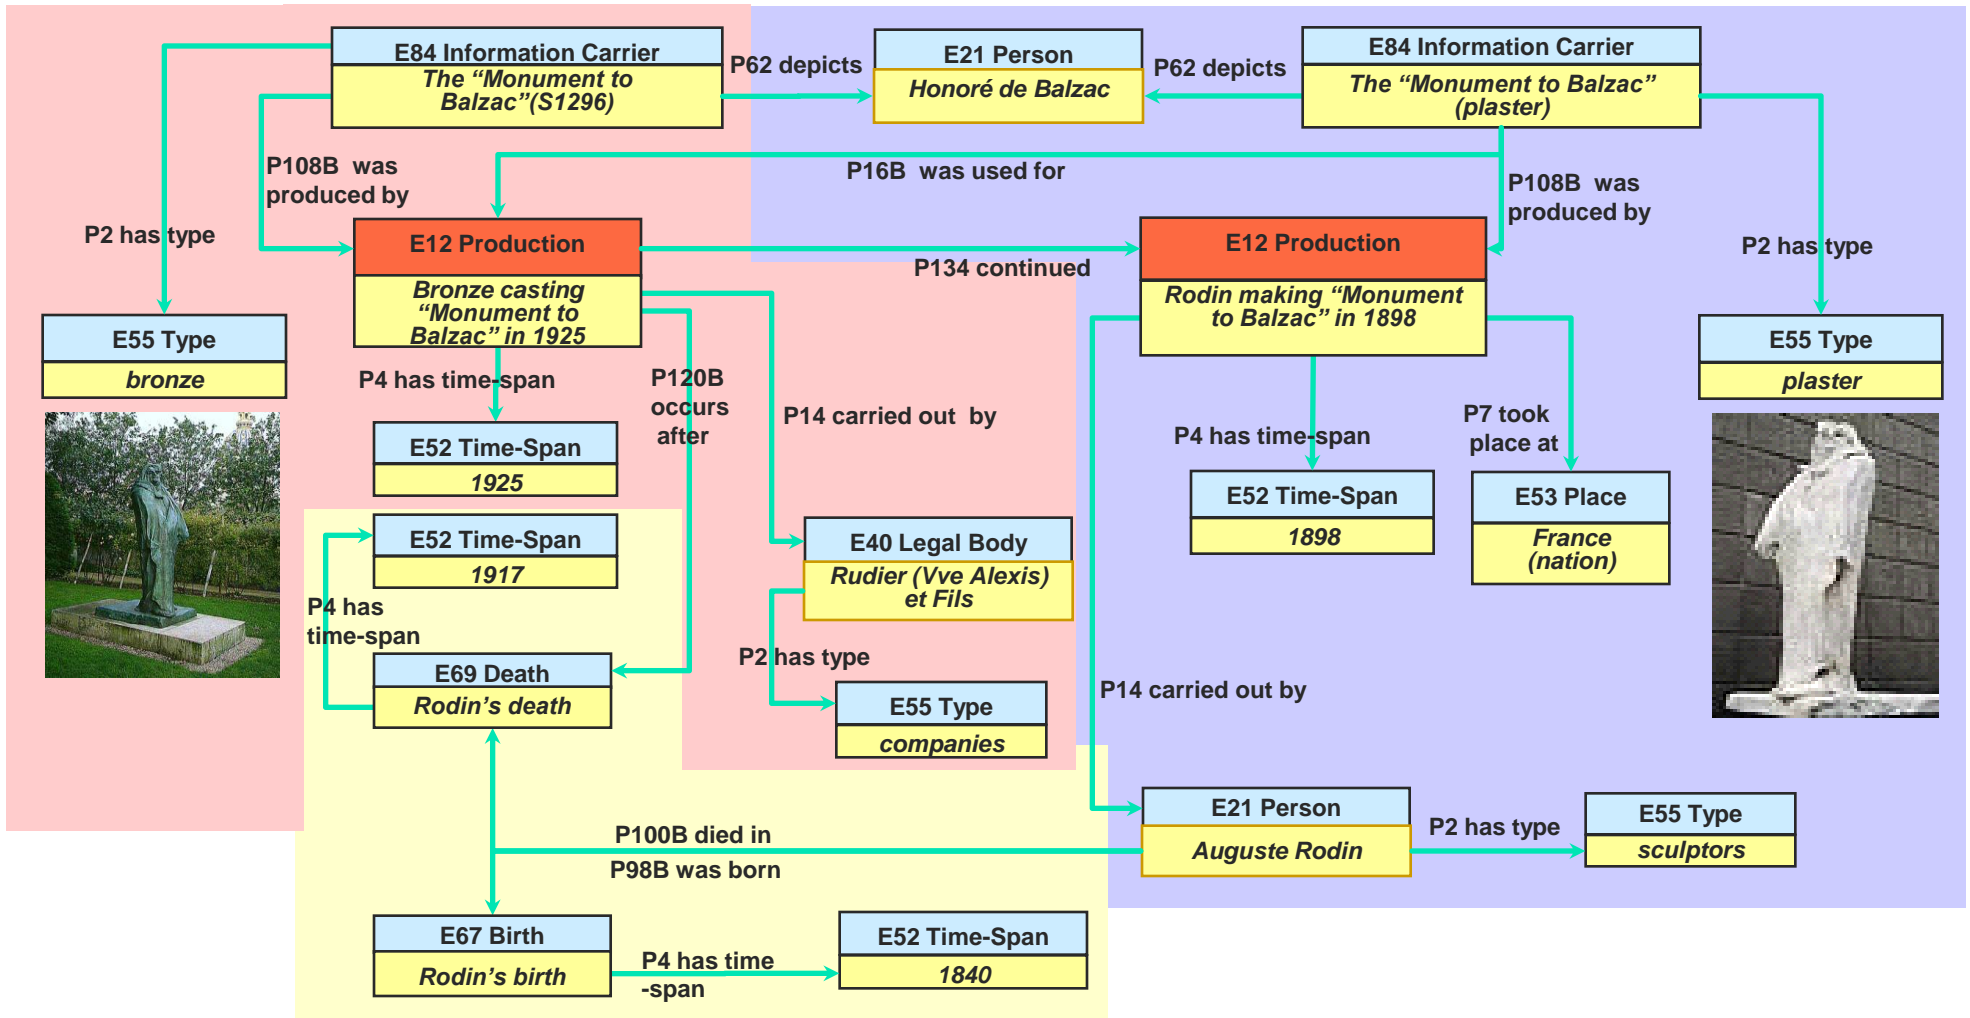 E84 Information Carrier
The “Monument to
Balzac”(S1296)
P62 depicts
E21 Person
Honoré de Balzac
P62 depicts
E84 Information Carrier
The “Monument to Balzac”
(plaster)
P108B  was
produced by
P16B  was used for
P108B  was
produced by
P2 has type
E12 Production
Bronze casting
“Monument to
Balzac” in 1925
P134 continued
E12 Production
Rodin making “Monument
to Balzac” in 1898
P2 has type
E55 Type
bronze
P4 has time-span
P120B
occurs
after
P14 carried out  by
P4 has time-span
P7 took
place at
E55 Type
plaster
E52 Time-Span
1925
E52 Time-Span
1898
E53 Place
France
(nation)
E52 Time-Span
1917
E40 Legal Body
Rudier (Vve Alexis)
et Fils
P4 has
time-span
P2 has type
E69 Death
Rodin’s death
E55 Type
companies
P14 carried out by
P100B died in
P98B was born
E21 Person
Auguste Rodin
P2 has type
E55 Type
sculptors
E67 Birth
Rodin’s birth
P4 has time
-span
E52 Time-Span
1840